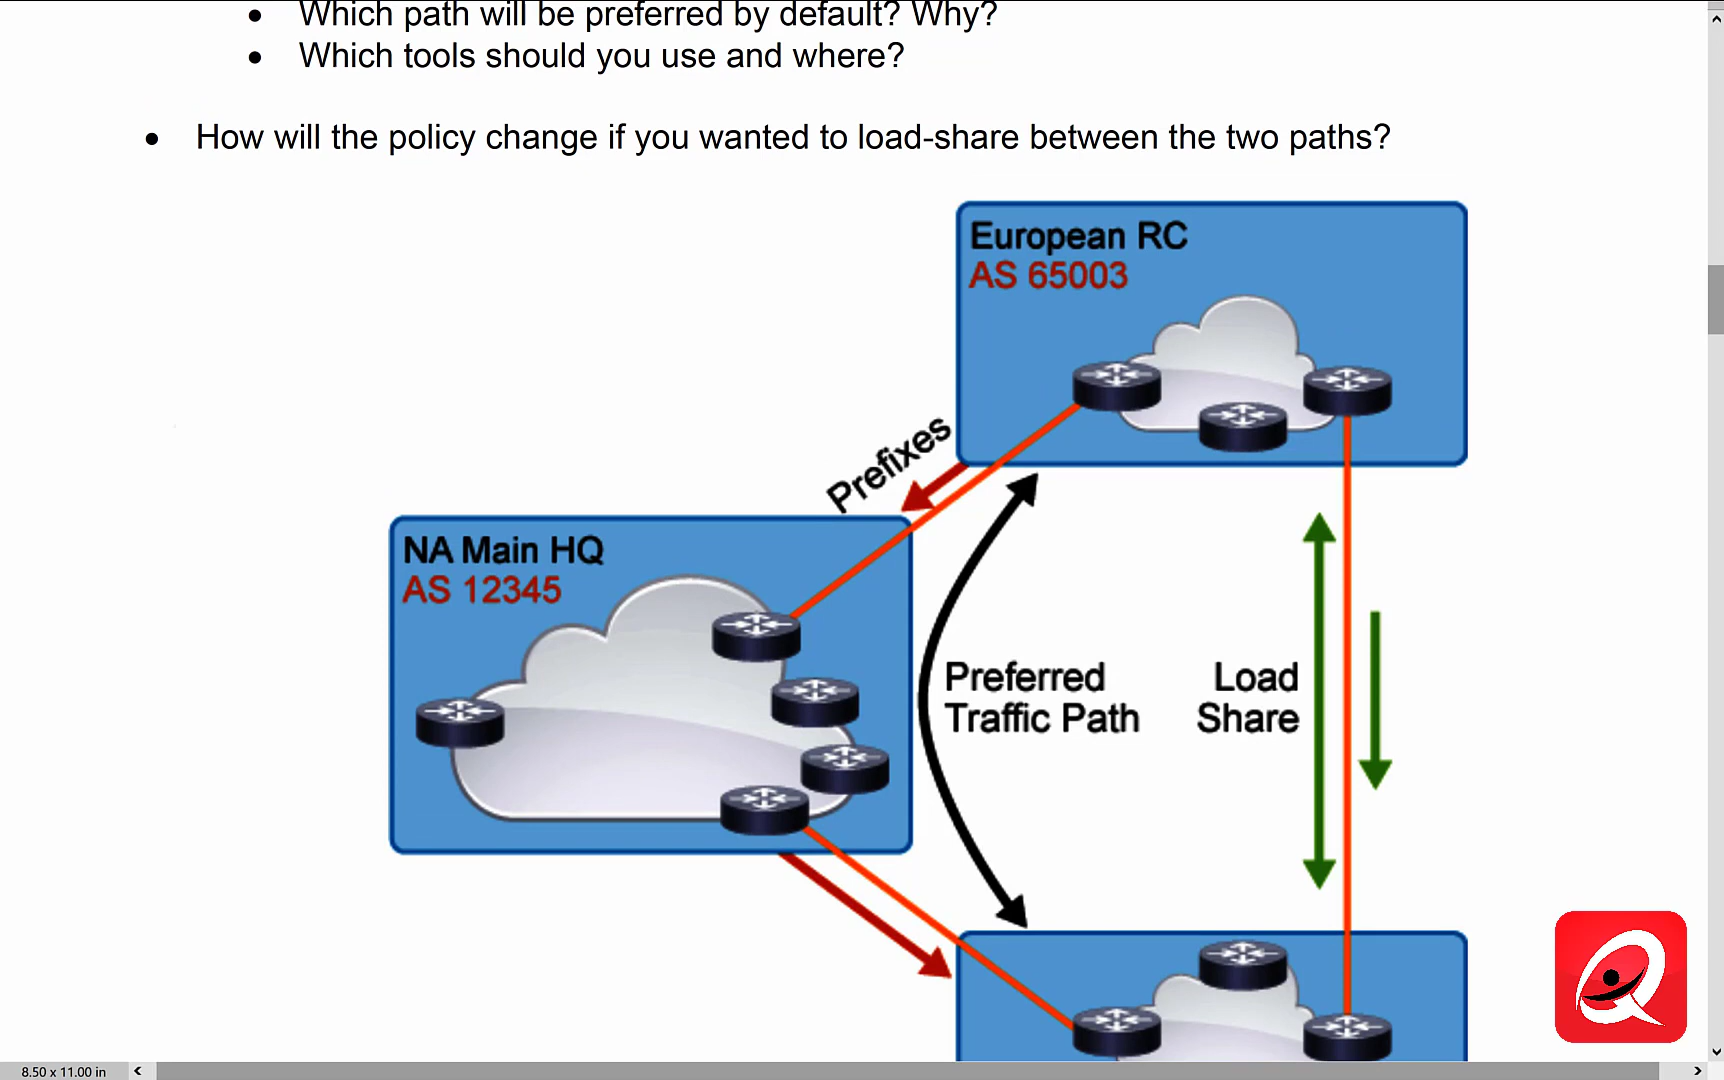 • Which path will be preferred by default? Why?
• Which tools should you use and where?
• How will the policy change if you wanted to load-share between the two paths?
European RC
AS 65003
Prefixes
NA Main HQ
AS 12345
Preferred
Traffic Path
Load
Share
8.50 x 11.00 in